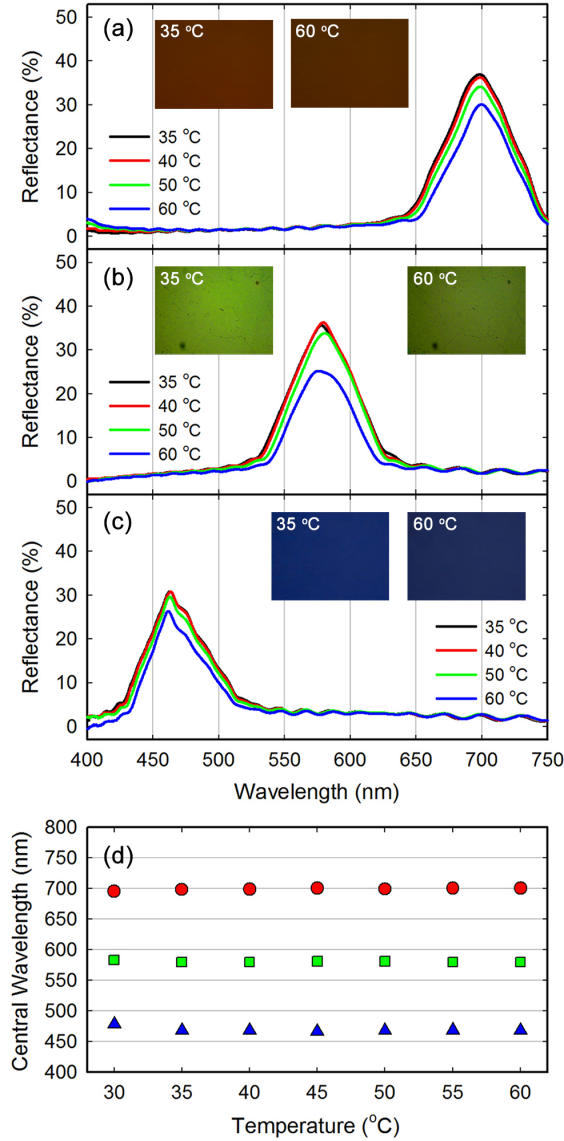 (a)
35 °C
60 °C
50
40
30
20
10
0
Reflectance (%)
35 °C
40 °C
50 °C
60 °C
(b)
35 °C
60 °C
50
40
30
20
10
0
Reflectance (%)
35 °C
40 °C
50 °C
60 °C
(c)
35 °C
60 °C
50
40
30
20
10
0
Reflectance (%)
35 °C
40 °C
50 °C
60 °C
400 450 500 550 600 650 700 750
Wavelength (nm)
(d)
800
750
700
650
600
550
500
450
400
Central Wavelength (nm)
30 35 40 45 50 55 60
Temperature (°C)